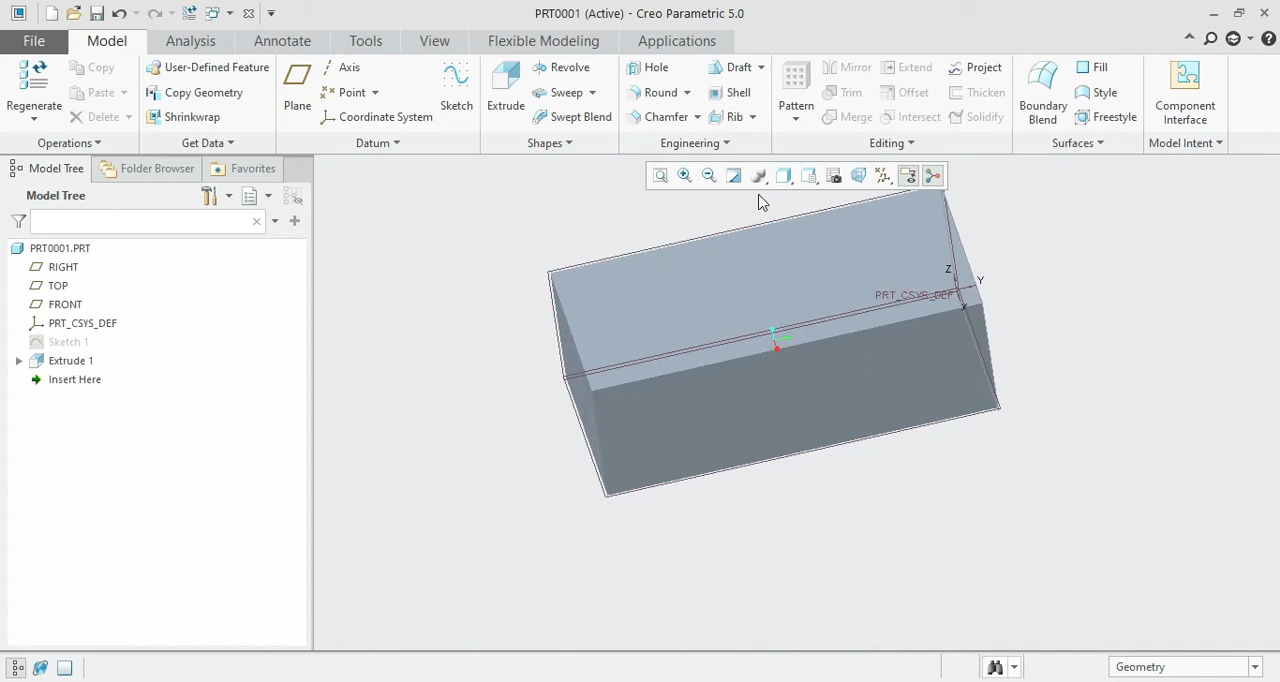 PRT0001 (Active) - Creo Parametric 5.0
File Model Analysis Annotate Tools View Flexible Modeling Applications
Regenerate
Copy
Paste
Delete
Operations
User-Defined Feature
Copy Geometry
Shrinkwrap
Get Data
Plane
Axis
Point
Coordinate System
Sketch
Datum
Extrude
Revolve
Sweep
Swept Blend
Shapes
Hole
Round
Chamfer
Draft
Shell
Rib
Engineering
Pattern
Mirror
Trim
Merge
Extend
Offset
Intersect
Project
Thicken
Solidify
Editing
Boundary
Blend
Fill
Style
Freestyle
Surfaces
Component
Interface
Model Intent
Model Tree Folder Browser Favorites
Model Tree
PRT0001.PRT
RIGHT
TOP
FRONT
PRT_CSYS_DEF
Sketch 1
Extrude 1
Insert Here
Z
Y
PRT_CSYS_DEF
X
Geometry